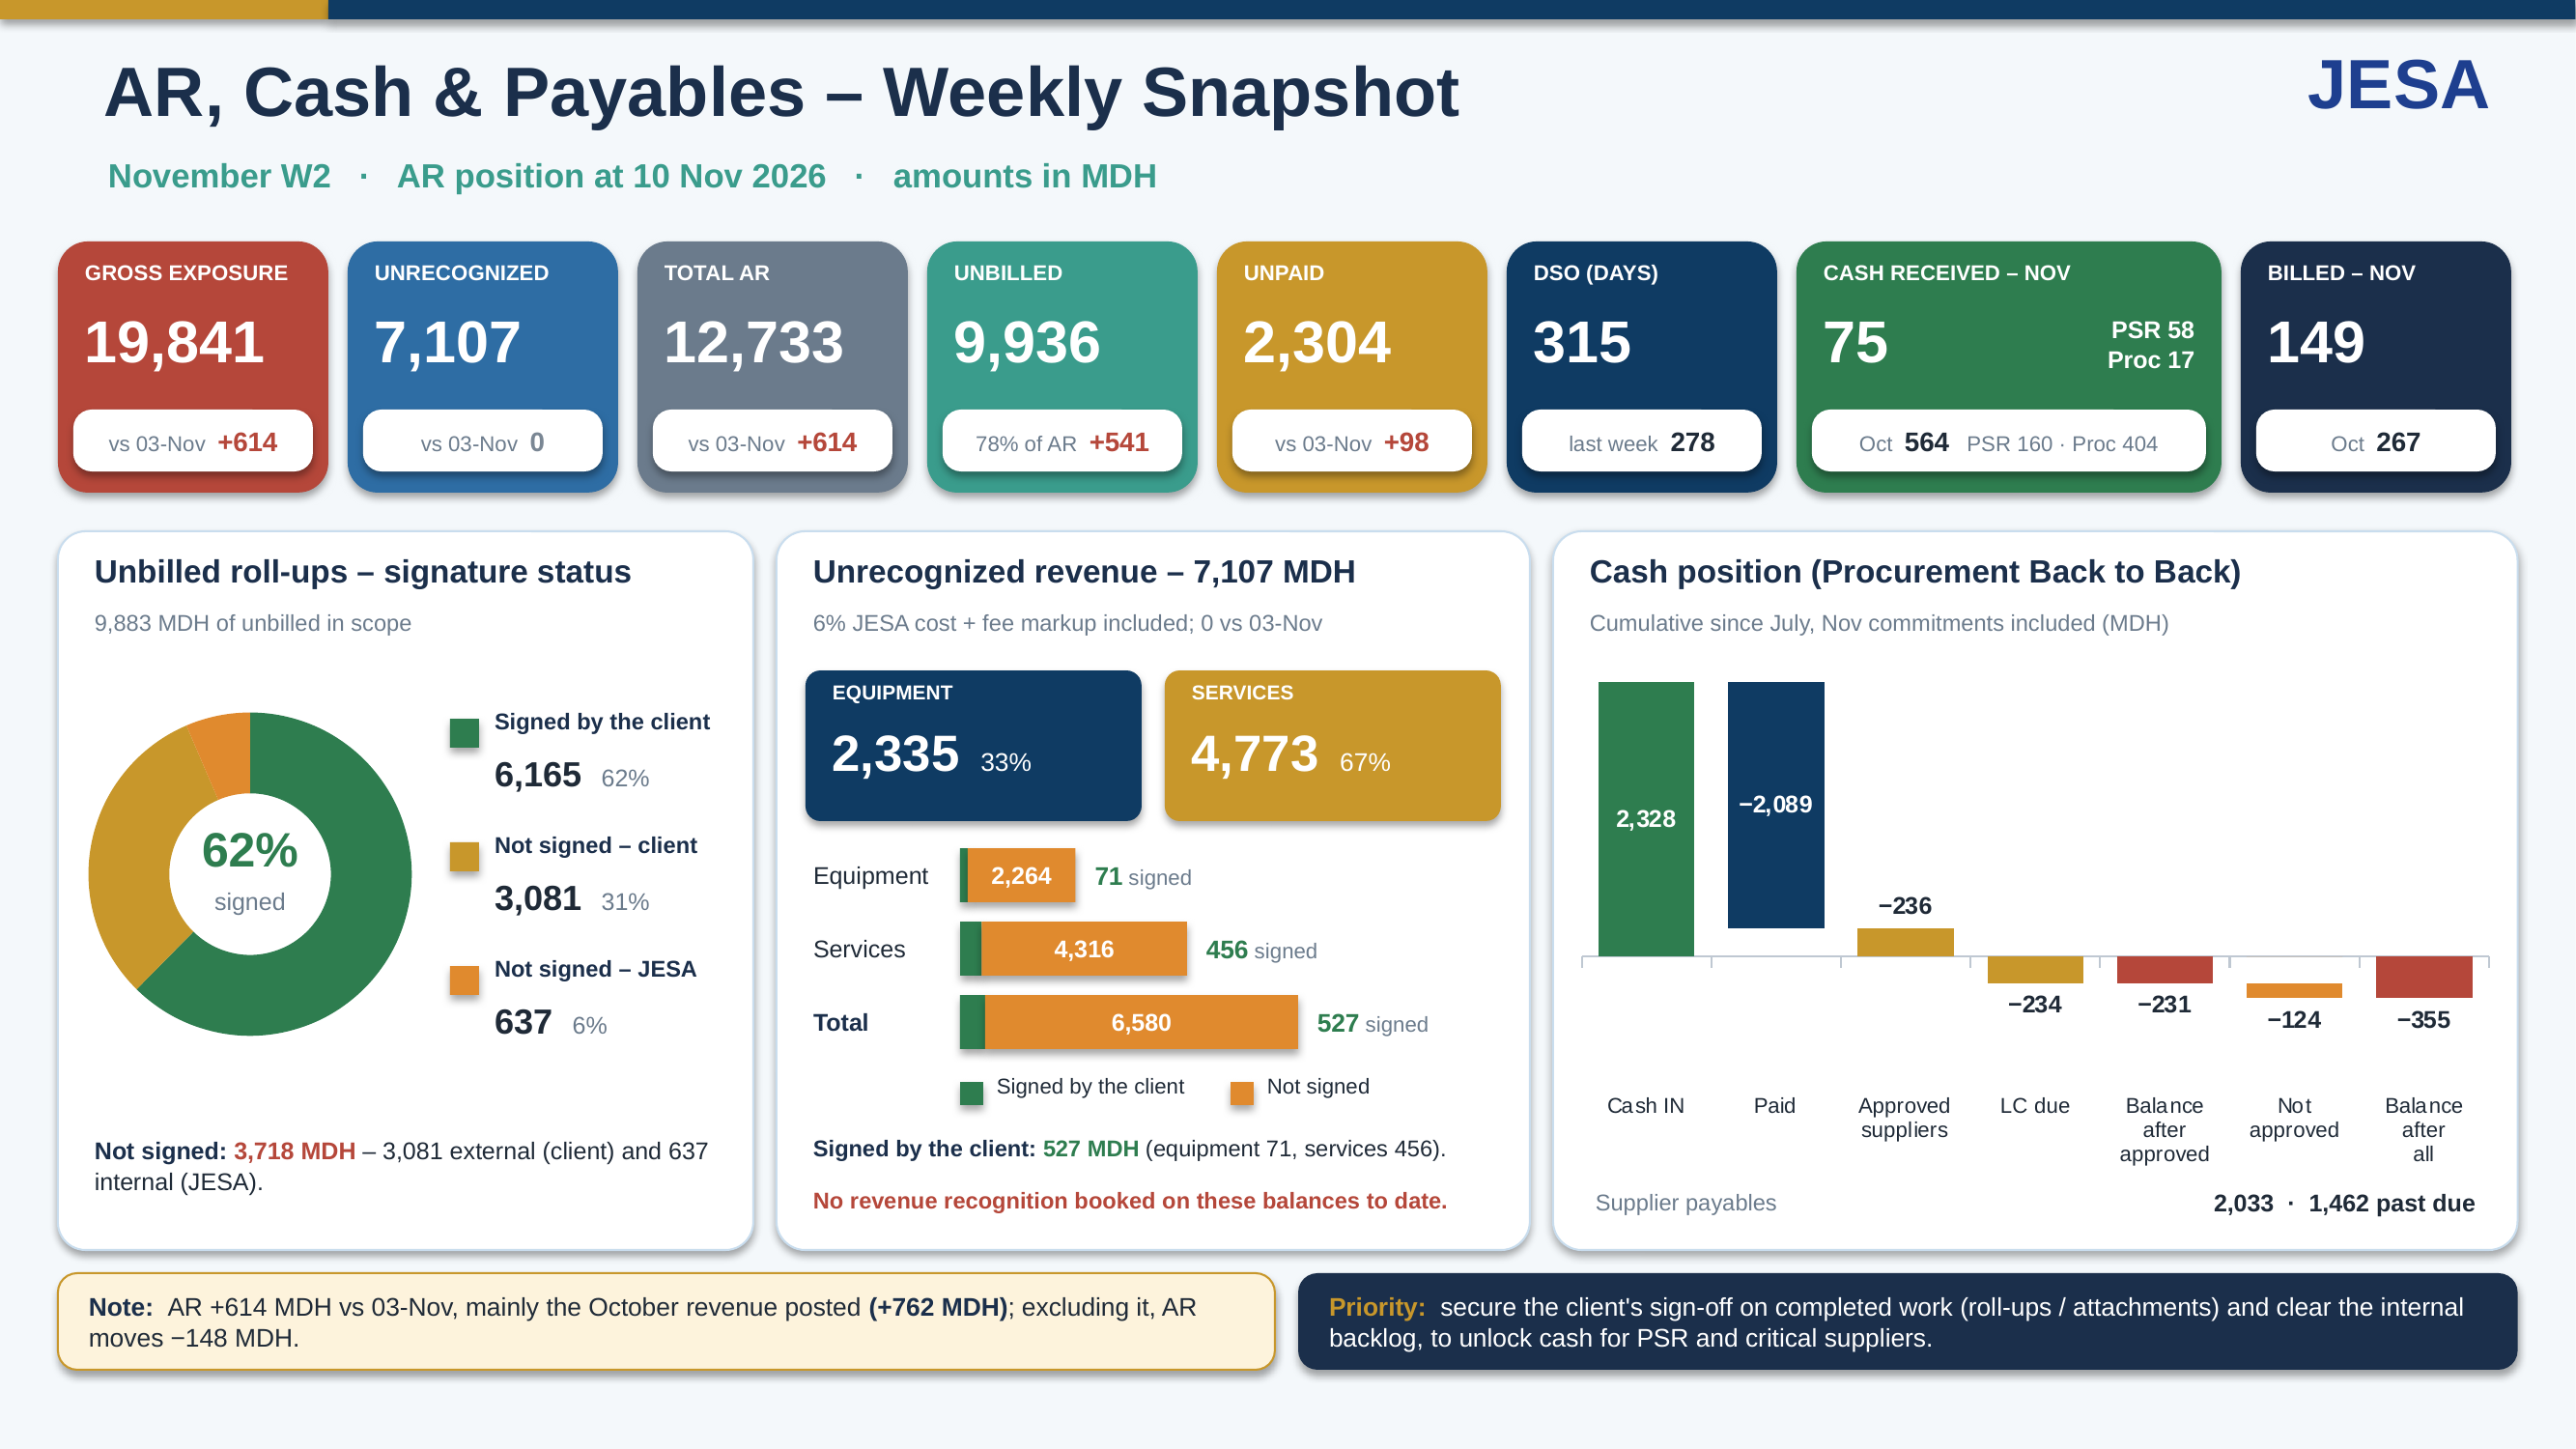 AR, Cash & Payables – Weekly Snapshot
JESA
November W2 · AR position at 10 Nov 2026 · amounts in MDH
GROSS EXPOSURE
19,841
vs 03-Nov +614
UNRECOGNIZED
7,107
vs 03-Nov 0
TOTAL AR
12,733
vs 03-Nov +614
UNBILLED
9,936
78% of AR +541
UNPAID
2,304
vs 03-Nov +98
DSO (DAYS)
315
last week 278
CASH RECEIVED – NOV
75
PSR 58
Proc 17
Oct 564 PSR 160 · Proc 404
BILLED – NOV
149
Oct 267
Unbilled roll-ups – signature status
9,883 MDH of unbilled in scope
62%
signed
Signed by the client
6,165 62%
Not signed – client
3,081 31%
Not signed – JESA
637 6%
Not signed: 3,718 MDH – 3,081 external (client) and 637
internal (JESA).
Unrecognized revenue – 7,107 MDH
6% JESA cost + fee markup included; 0 vs 03-Nov
EQUIPMENT
2,335 33%
SERVICES
4,773 67%
Equipment 2,264 71 signed
Services 4,316 456 signed
Total 6,580 527 signed
Signed by the client Not signed
Signed by the client: 527 MDH (equipment 71, services 456).
No revenue recognition booked on these balances to date.
Cash position (Procurement Back to Back)
Cumulative since July, Nov commitments included (MDH)
2,328
−2,089
−236
−234
−231
−124
−355
Cash IN
Paid
Approved
suppliers
LC due
Balance
after
approved
Not
approved
Balance
after
all
Supplier payables 2,033 · 1,462 past due
Note: AR +614 MDH vs 03-Nov, mainly the October revenue posted (+762 MDH); excluding it, AR
moves −148 MDH.
Priority: secure the client's sign-off on completed work (roll-ups / attachments) and clear the internal
backlog, to unlock cash for PSR and critical suppliers.